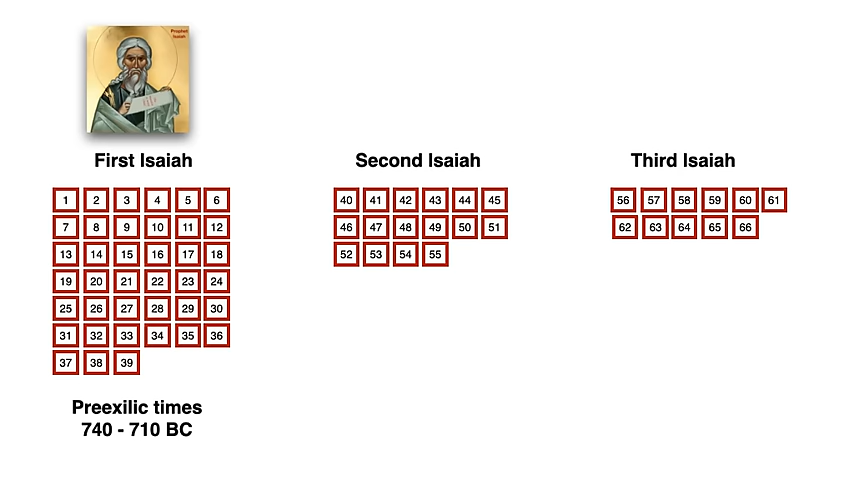 Prophet
Isaiah
First Isaiah
1 2 3 4 5 6
7 8 9 10 11 12
13 14 15 16 17 18
19 20 21 22 23 24
25 26 27 28 29 30
31 32 33 34 35 36
37 38 39
Preexilic times
740 - 710 BC
Second Isaiah
40 41 42 43 44 45
46 47 48 49 50 51
52 53 54 55
Third Isaiah
56 57 58 59 60 61
62 63 64 65 66